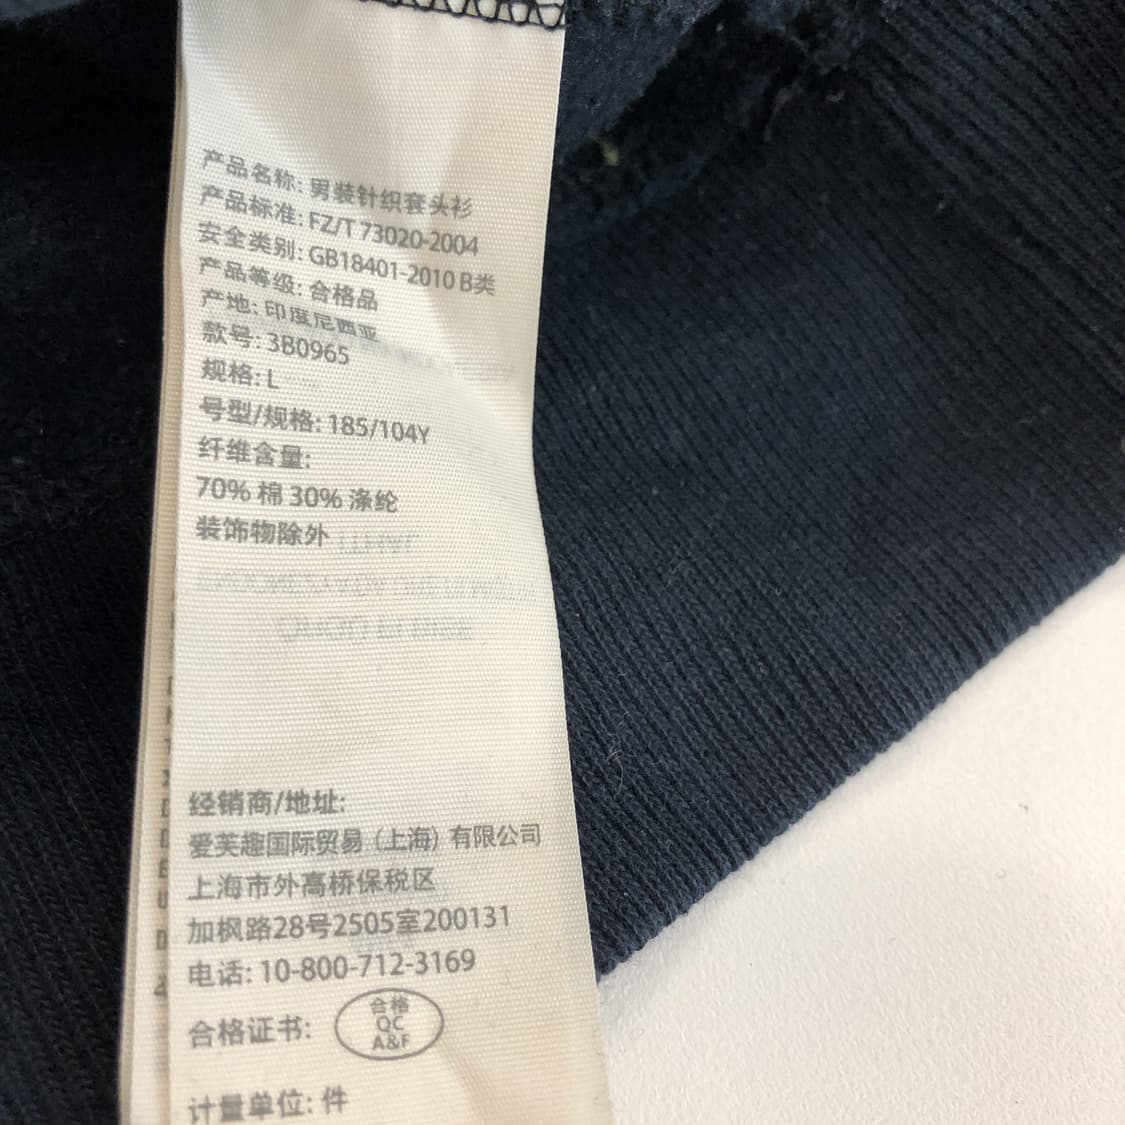 产品名称: 男装针织套头衫
产品标准: FZ/T 73020-2004
安全类别: GB18401-2010 B类
产品等级: 合格品
产地: 印度尼西亚
款号: 3B0965
规格: L
号型/规格: 185/104Y
纤维含量:
70% 棉 30% 涤纶
装饰物除外
经销商/地址:
爱芙趣国际贸易（上海）有限公司
上海市外高桥保税区
加枫路28号2505室200131
电话: 10-800-712-3169
合格证书:
合格
QC
A&F
计量单位: 件